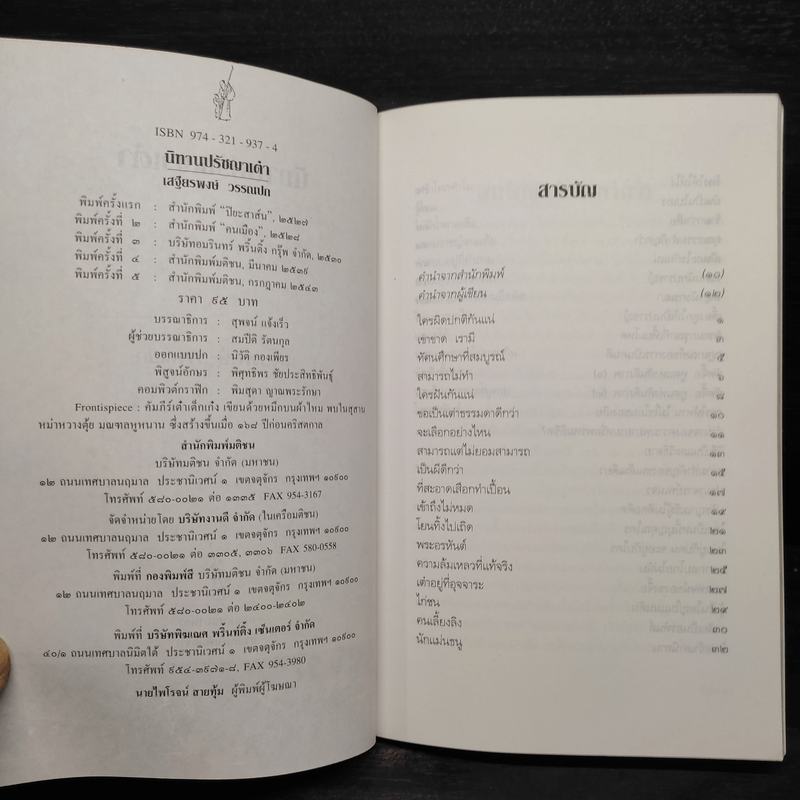 ISBN 974 - 321 - 937 - 4
นิทานปรัชญาเต๋า
เสฐียรพงษ์ วรรณปก
พิมพ์ครั้งแรก : สำนักพิมพ์ "ปิยะสาส์น", ๒๕๒๗
พิมพ์ครั้งที่ ๒ : สำนักพิมพ์ "คนเมือง", ๒๕๒๘
พิมพ์ครั้งที่ ๓ : บริษัทอมรินทร์ พริ้นติ้ง กรุ๊พ จำกัด, ๒๕๓๐
พิมพ์ครั้งที่ ๔ : สำนักพิมพ์มติชน, มีนาคม ๒๕๓๙
พิมพ์ครั้งที่ ๕ : สำนักพิมพ์มติชน, กรกฎาคม ๒๕๔๓
ราคา ๙๕ บาท
บรรณาธิการ : สุพจน์ แจ้งเร็ว
ผู้ช่วยบรรณาธิการ : สมปีติ รัตนกุล
ออกแบบปก : นิวัติ กองเพียร
พิสูจน์อักษร : พิศุทธิพร ชัยประสิทธิพันธุ์
คอมพิวต์กราฟิก : พิมสุดา ญาณพระรักษา
Frontispiece : คัมภีร์เต๋าเต็กเก็ง เขียนด้วยหมึกบนผ้าไหม พบในสุสาน
หม่าหวางตุ้ย มณฑลหูหนาน ซึ่งสร้างขึ้นเมื่อ ๑๖๘ ปีก่อนคริสตกาล
สำนักพิมพ์มติชน
บริษัทมติชน จำกัด (มหาชน)
๑๒ ถนนเทศบาลนฤมาล ประชานิเวศน์ ๑ เขตจตุจักร กรุงเทพฯ ๑๐๙๐๐
โทรศัพท์ ๕๘๐-๐๐๒๑ ต่อ ๑๓๓๕ FAX 954-3167
จัดจำหน่ายโดย บริษัทงานดี จำกัด (ในเครือมติชน)
๑๒ ถนนเทศบาลนฤมาล ประชานิเวศน์ ๑ เขตจตุจักร กรุงเทพฯ ๑๐๙๐๐
โทรศัพท์ ๕๘๐-๐๐๒๑ ต่อ ๓๓๐๕, ๓๓๐๖ FAX 580-0558
พิมพ์ที่ กองพิมพ์สี บริษัทมติชน จำกัด (มหาชน)
๑๒ ถนนเทศบาลนฤมาล ประชานิเวศน์ ๑ เขตจตุจักร กรุงเทพฯ ๑๐๙๐๐
โทรศัพท์ ๕๘๐-๐๐๒๑ ต่อ ๒๔๐๐-๒๔๐๒
พิมพ์ที่ บริษัทพิฆเณศ พริ้นท์ติ้ง เซ็นเตอร์ จำกัด
๔๐/๑ ถนนเทศบาลนิมิตใต้ ประชานิเวศน์ ๑ เขตจตุจักร กรุงเทพฯ ๑๐๙๐๐
โทรศัพท์ ๙๕๔-๓๙๗๑-๘, FAX 954-3980
นายไพโรจน์ สายทุ้ม ผู้พิมพ์ผู้โฆษณา
สารบัญ
คำนำจากสำนักพิมพ์ (๑๐)
คำนำจากผู้เขียน (๑๒)
ใครผิดปกติกันแน่ ๑
เขาขาด เรามี ๓
ทัศนศึกษาที่สมบูรณ์ ๕
สามารถไม่ทำ ๖
ใครฝันกันแน่ ๘
ขอเป็นเต่าธรรมดาดีกว่า ๑๐
จะเลือกอย่างไหน ๑๑
สามารถแต่ไม่ยอมสามารถ ๑๓
เป็นผีดีกว่า ๑๕
ที่สะอาดเสือกทำเปื้อน ๑๗
เข้าถึงไม่หมด ๑๙
โยนทิ้งไปเถิด ๒๑
พระอรหันต์ ๒๓
ความล้มเหลวที่แท้จริง ๒๕
เต๋าอยู่ที่อุจจาระ ๒๗
ไก่ชน ๒๙
คนเลี้ยงลิง ๓๐
นักแม่นธนู ๓๒